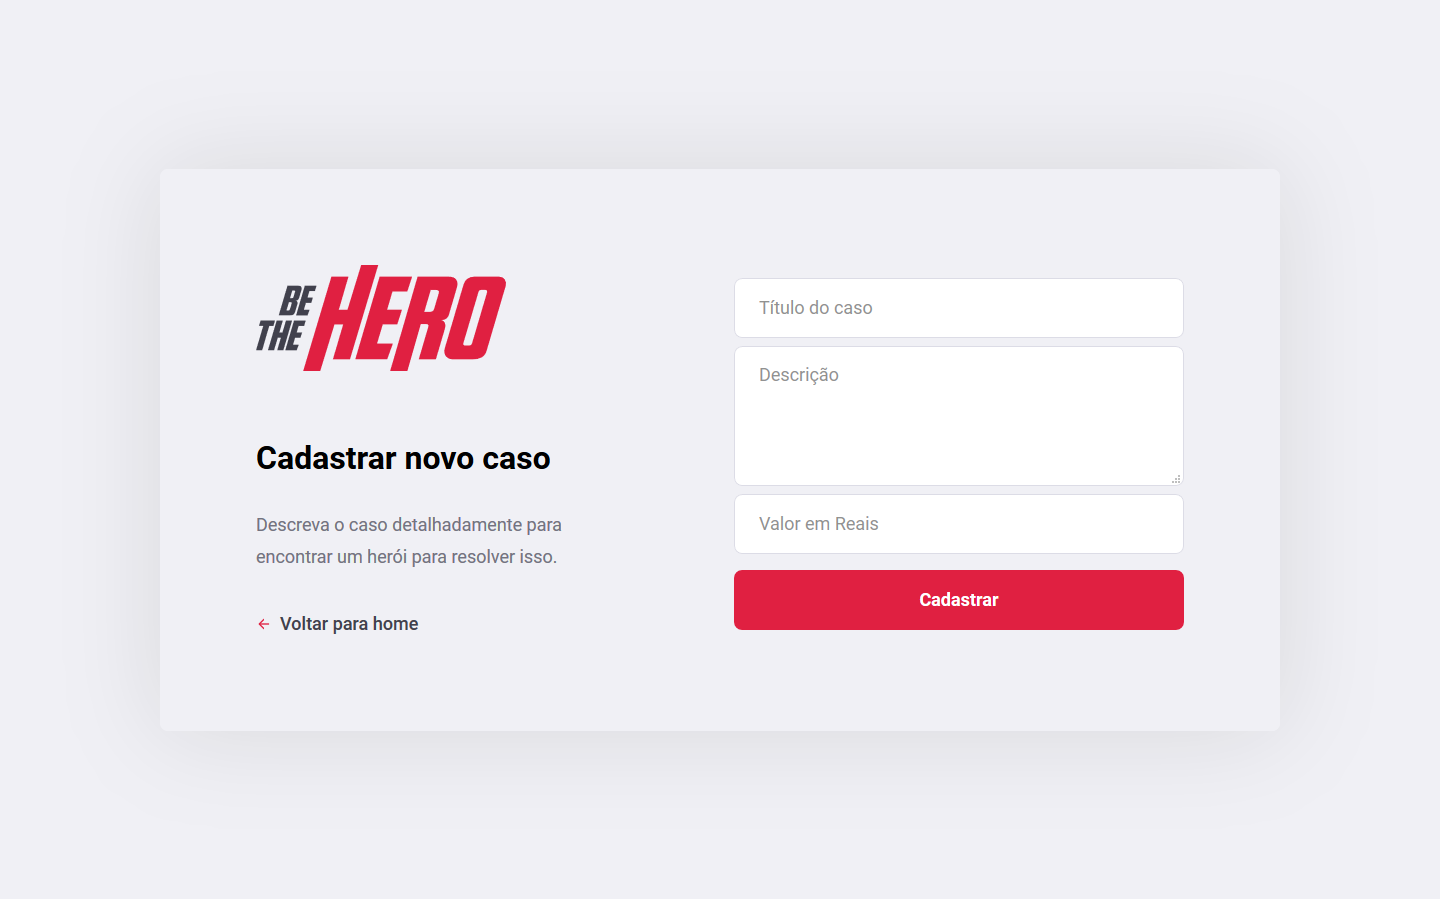 BE
THE
HERO
Cadastrar novo caso
Descreva o caso detalhadamente para
encontrar um herói para resolver isso.
Voltar para home
Título do caso
Descrição
Valor em Reais
Cadastrar